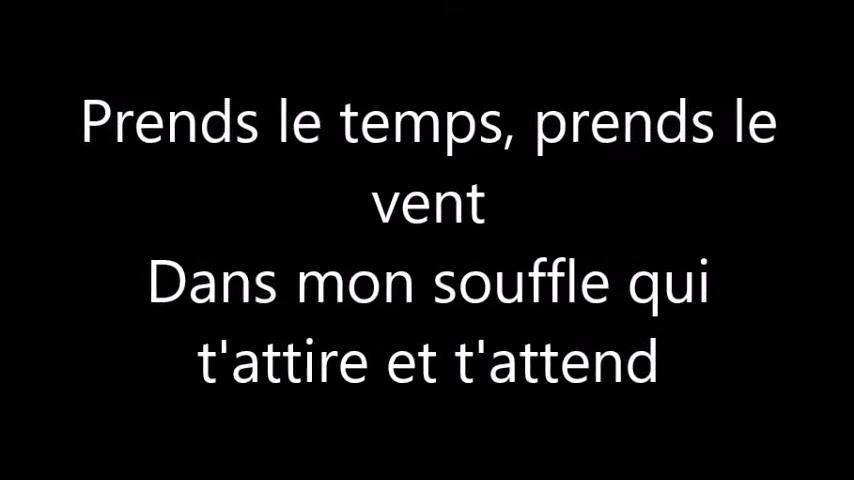 Prends le temps, prends le
vent
Dans mon souffle qui
t'attire et t'attend